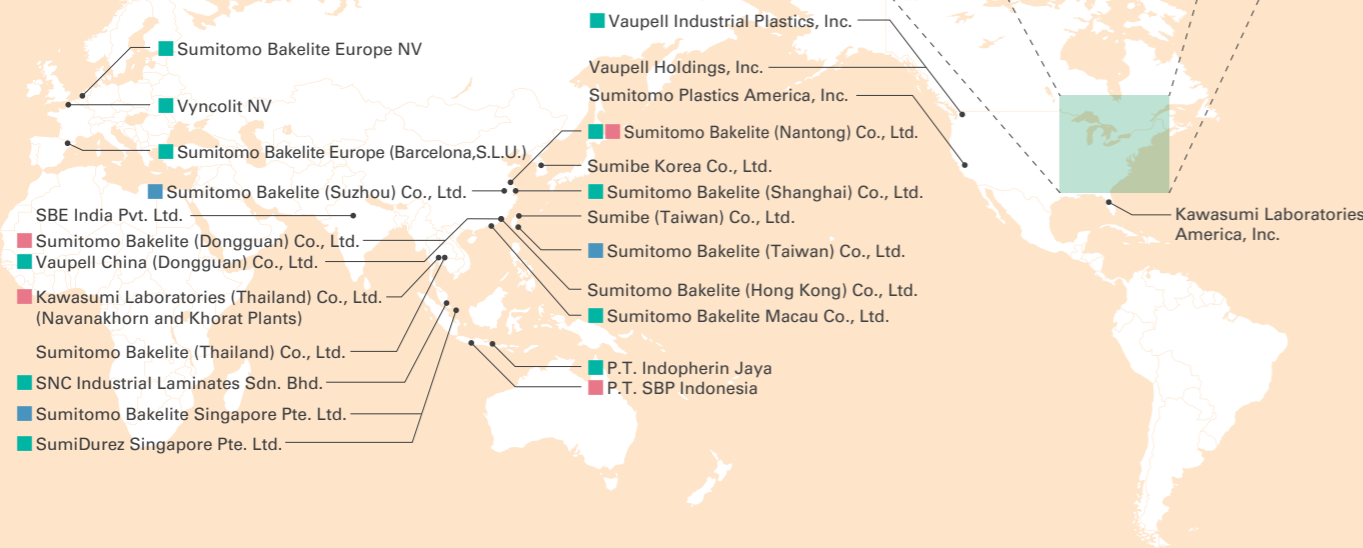 Sumitomo Bakelite Europe NV
Vyncolit NV
Sumitomo Bakelite Europe (Barcelona,S.L.U.)
Sumitomo Bakelite (Suzhou) Co., Ltd.
SBE India Pvt. Ltd.
Sumitomo Bakelite (Dongguan) Co., Ltd.
Vaupell China (Dongguan) Co., Ltd.
Kawasumi Laboratories (Thailand) Co., Ltd.
(Navanakhorn and Khorat Plants)
Sumitomo Bakelite (Thailand) Co., Ltd.
SNC Industrial Laminates Sdn. Bhd.
Sumitomo Bakelite Singapore Pte. Ltd.
SumiDurez Singapore Pte. Ltd.
Vaupell Industrial Plastics, Inc.
Vaupell Holdings, Inc.
Sumitomo Plastics America, Inc.
Sumitomo Bakelite (Nantong) Co., Ltd.
Sumibe Korea Co., Ltd.
Sumitomo Bakelite (Shanghai) Co., Ltd.
Sumibe (Taiwan) Co., Ltd.
Sumitomo Bakelite (Taiwan) Co., Ltd.
Sumitomo Bakelite (Hong Kong) Co., Ltd.
Sumitomo Bakelite Macau Co., Ltd.
P.T. Indopherin Jaya
P.T. SBP Indonesia
Kawasumi Laboratories
America, Inc.